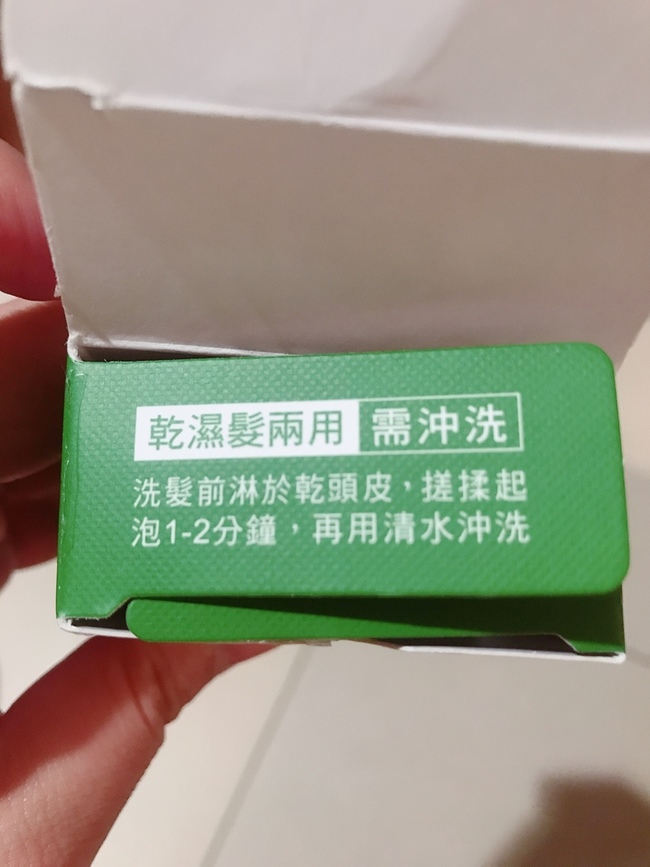 乾濕髮兩用 需沖洗
洗髮前淋於乾頭皮，搓揉起
泡1-2分鐘，再用清水沖洗